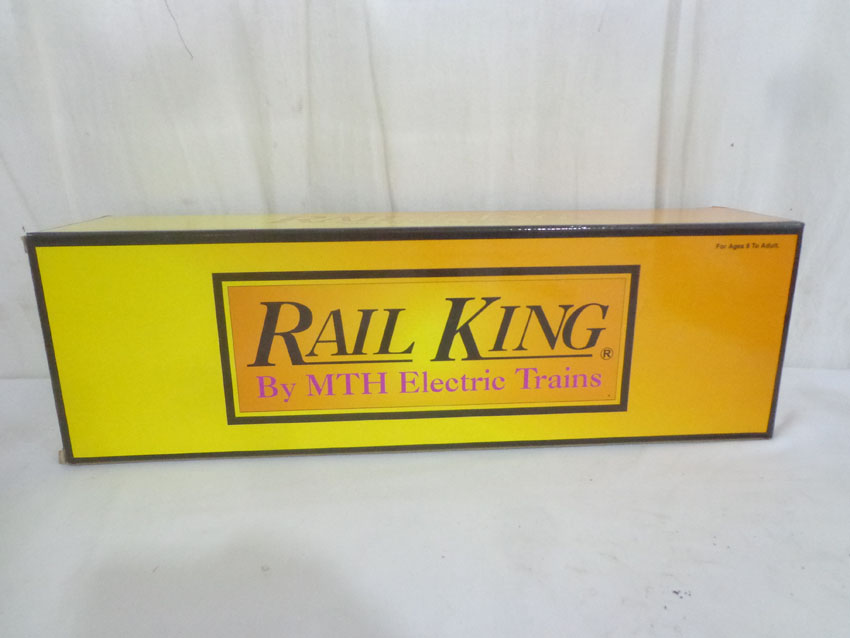 For Ages 8 To Adult.
RAIL KING®
By MTH Electric Trains